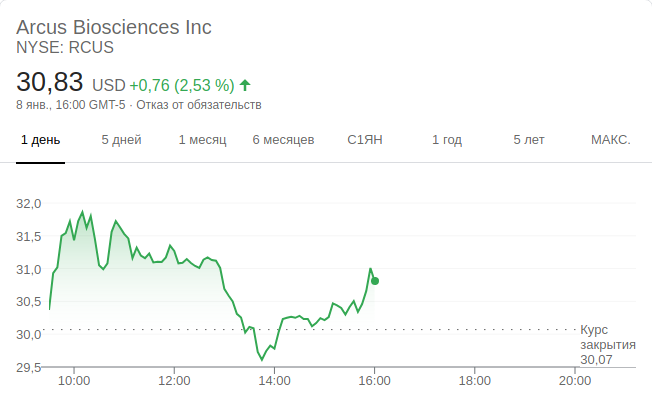 Arcus Biosciences Inc
NYSE: RCUS
30,83 USD +0,76 (2,53 %)
8 янв., 16:00 GMT-5 · Отказ от обязательств
1 день 5 дней 1 месяц 6 месяцев С1ЯН 1 год 5 лет МАКС.
32,0
31,5
31,0
30,5
30,0
29,5
Курс
закрытия
30,07
10:00 12:00 14:00 16:00 18:00 20:00